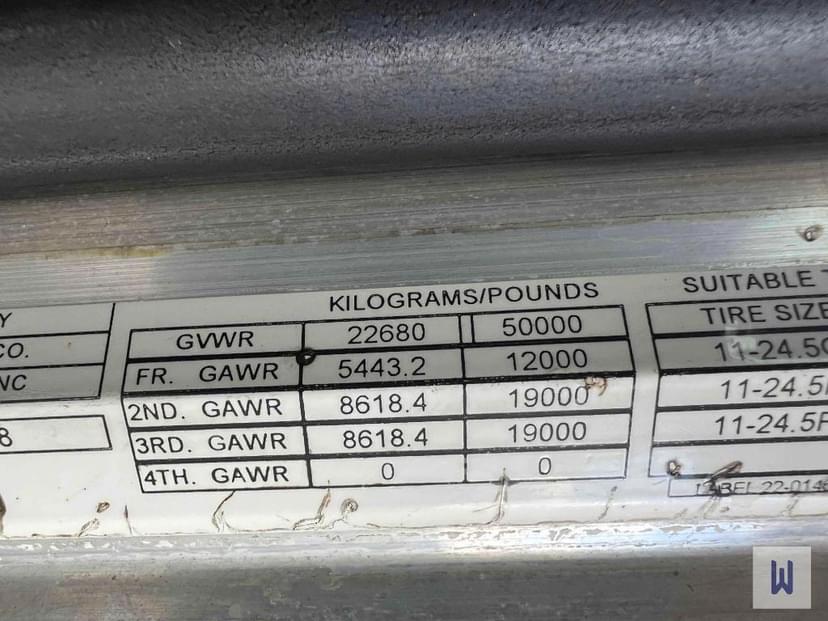 KILOGRAMS/POUNDS
SUITABLE
Y
GVWR 22680 50000
TIRE SIZE
CO.
FR. GAWR 5443.2 12000
11-24.5
NC
2ND. GAWR 8618.4 19000
11-24.5
8
3RD. GAWR 8618.4 19000
11-24.5
4TH. GAWR 0 0
22-014
W